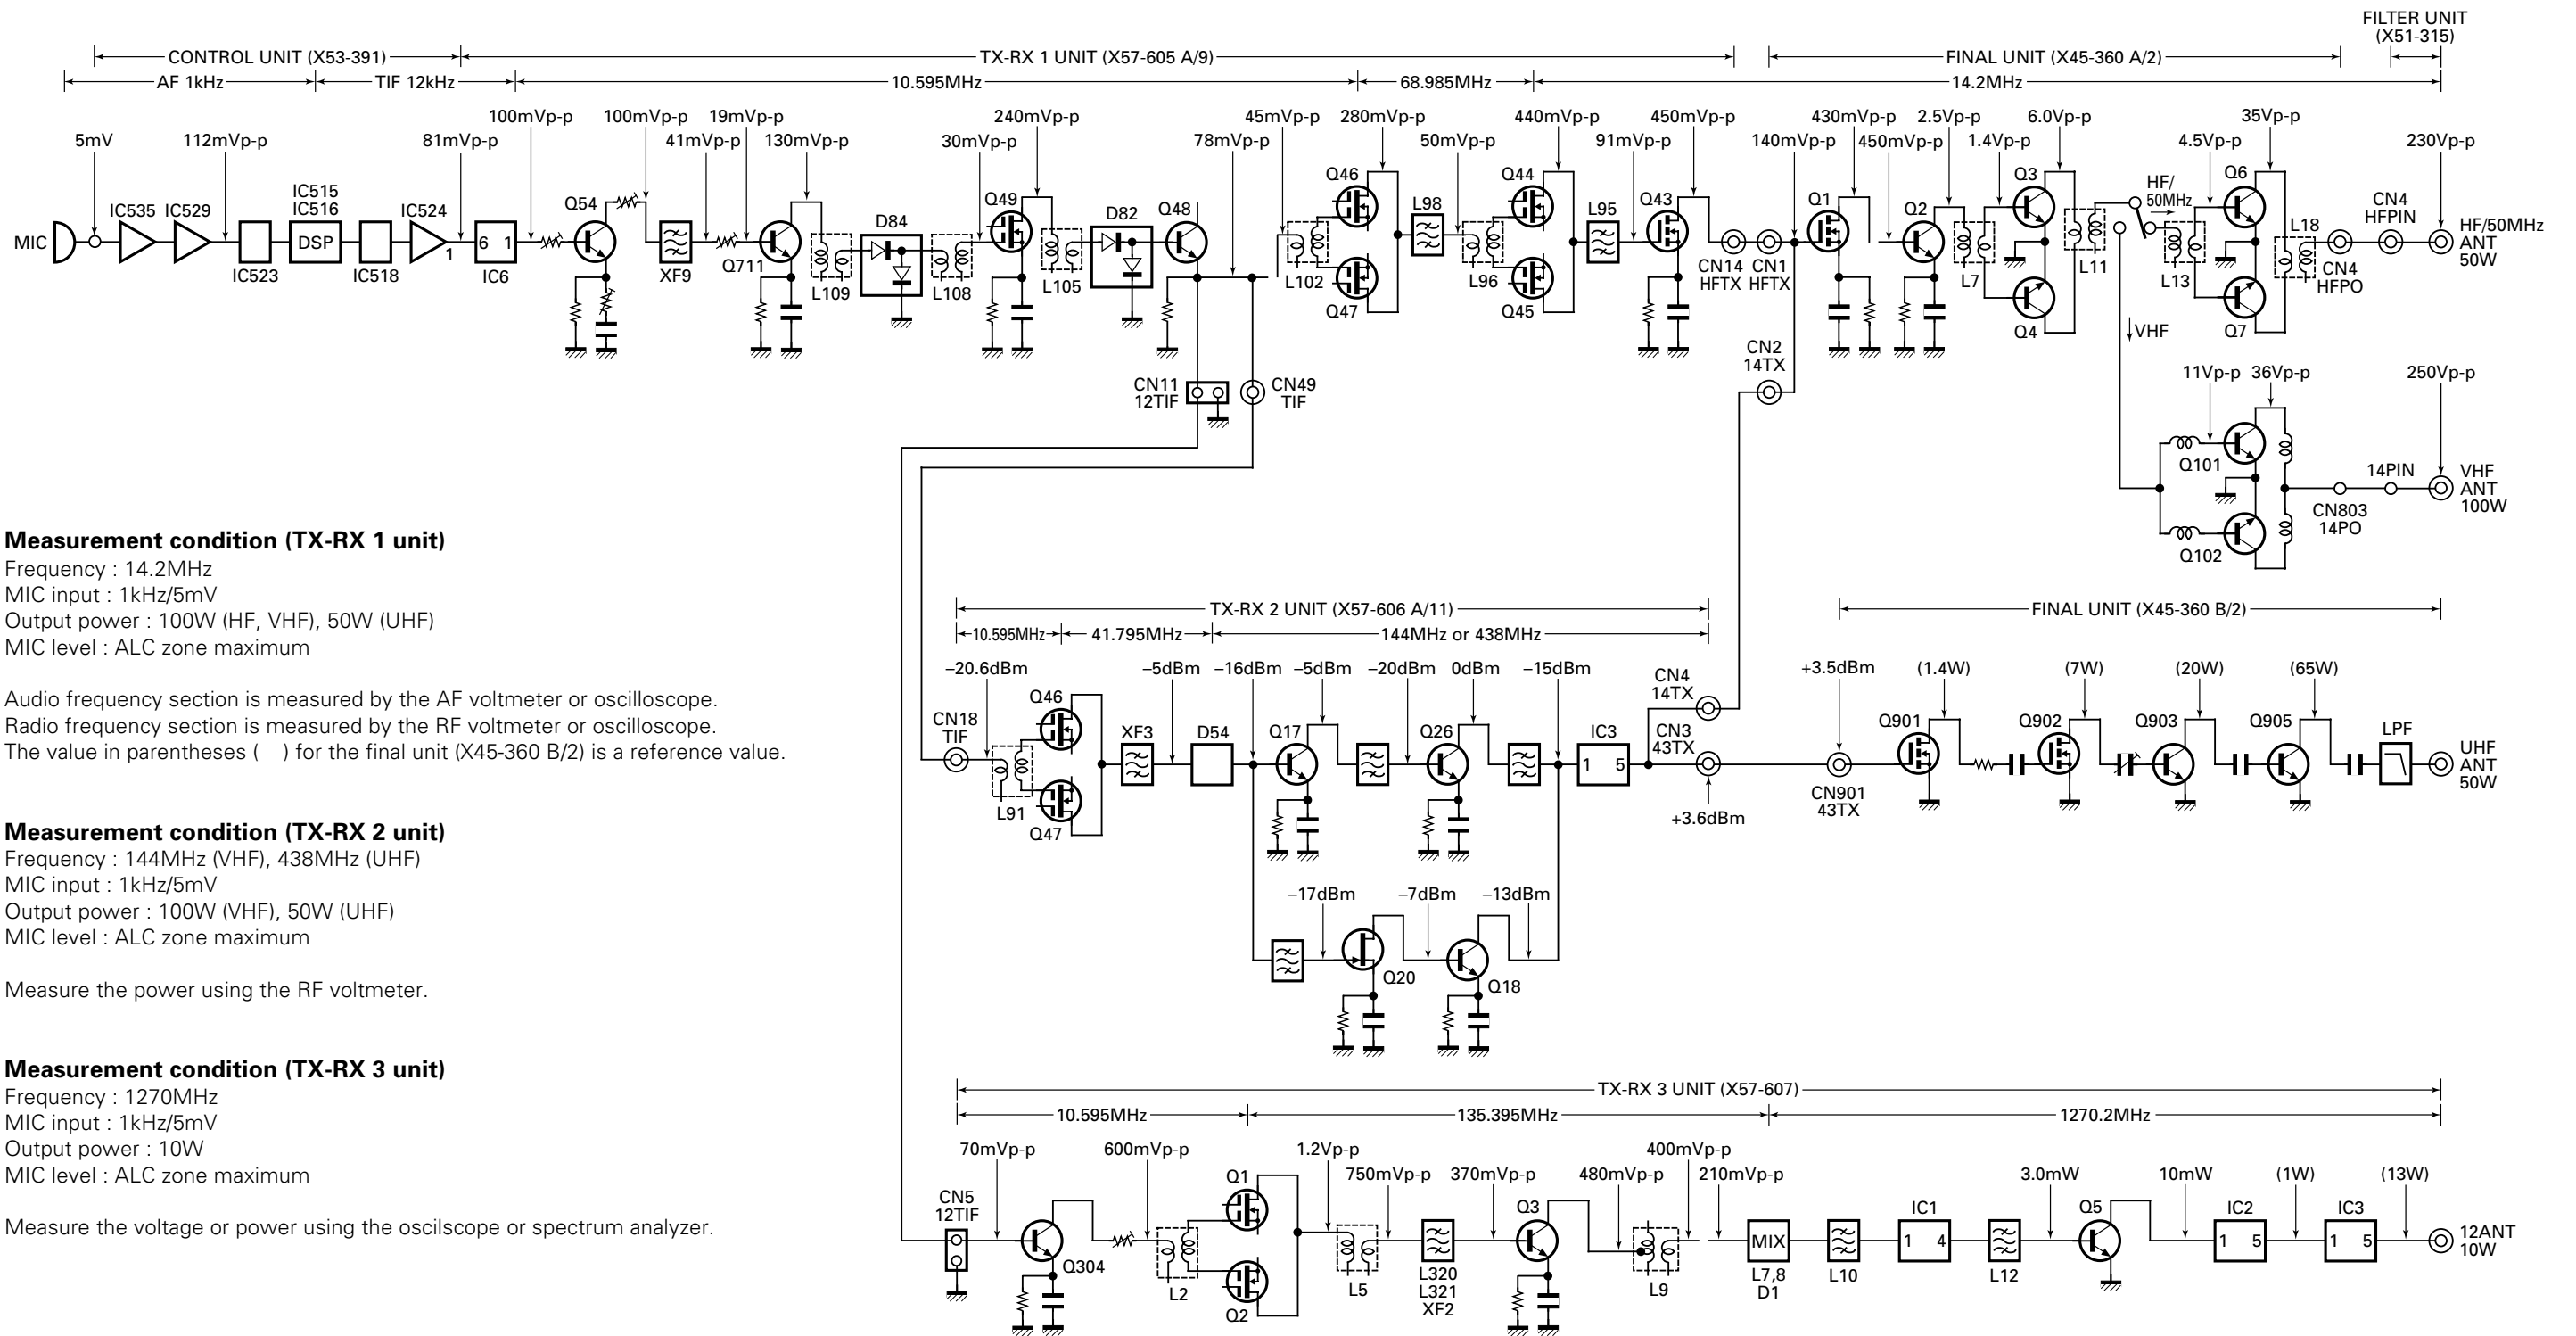 FILTER UNIT
(X51-315)
CONTROL UNIT (X53-391)
TX-RX 1 UNIT (X57-605 A/9)
FINAL UNIT (X45-360 A/2)
AF 1kHz
TIF 12kHz
10.595MHz
68.985MHz
14.2MHz
100mVp-p
100mVp-p
19mVp-p
240mVp-p
45mVp-p
280mVp-p
440mVp-p
450mVp-p
430mVp-p
2.5Vp-p
6.0Vp-p
35Vp-p
5mV
112mVp-p
81mVp-p
41mVp-p
130mVp-p
30mVp-p
78mVp-p
50mVp-p
91mVp-p
140mVp-p
450mVp-p
1.4Vp-p
4.5Vp-p
230Vp-p
MIC
IC535
IC529
IC523
IC515
IC516
DSP
IC518
IC524
1
6 1
IC6
Q54
XF9
Q711
L109
D84
L108
Q49
L105
D82
Q48
L102
Q46
Q47
L98
L96
Q44
Q45
L95
Q43
CN14
HFTX
CN1
HFTX
Q1
Q2
L7
Q3
Q4
L11
HF/
50MHz
VHF
L13
Q6
Q7
L18
CN4
HFPO
CN4
HFPIN
HF/50MHz
ANT
50W
CN11
12TIF
CN49
TIF
CN2
14TX
11Vp-p
36Vp-p
250Vp-p
Q101
Q102
CN803
14PO
14PIN
VHF
ANT
100W
Measurement condition (TX-RX 1 unit)
Frequency : 14.2MHz
MIC input : 1kHz/5mV
Output power : 100W (HF, VHF), 50W (UHF)
MIC level : ALC zone maximum
Audio frequency section is measured by the AF voltmeter or oscilloscope.
Radio frequency section is measured by the RF voltmeter or oscilloscope.
The value in parentheses ( ) for the final unit (X45-360 B/2) is a reference value.
TX-RX 2 UNIT (X57-606 A/11)
FINAL UNIT (X45-360 B/2)
10.595MHz
41.795MHz
144MHz or 438MHz
–20.6dBm
–5dBm
–16dBm
–5dBm
–20dBm
0dBm
–15dBm
+3.5dBm
(1.4W)
(7W)
(20W)
(65W)
CN18
TIF
L91
Q46
Q47
XF3
D54
Q17
Q26
1 5
IC3
CN4
14TX
CN3
43TX
+3.6dBm
CN901
43TX
Q901
Q902
Q903
Q905
LPF
UHF
ANT
50W
–17dBm
–7dBm
–13dBm
Q20
Q18
Measurement condition (TX-RX 2 unit)
Frequency : 144MHz (VHF), 438MHz (UHF)
MIC input : 1kHz/5mV
Output power : 100W (VHF), 50W (UHF)
MIC level : ALC zone maximum
Measure the power using the RF voltmeter.
Measurement condition (TX-RX 3 unit)
Frequency : 1270MHz
MIC input : 1kHz/5mV
Output power : 10W
MIC level : ALC zone maximum
Measure the voltage or power using the oscilscope or spectrum analyzer.
TX-RX 3 UNIT (X57-607)
10.595MHz
135.395MHz
1270.2MHz
70mVp-p
600mVp-p
1.2Vp-p
750mVp-p
370mVp-p
480mVp-p
400mVp-p
210mVp-p
3.0mW
10mW
(1W)
(13W)
CN5
12TIF
Q304
L2
Q1
Q2
L5
L320
L321
XF2
Q3
L9
MIX
L7,8
D1
L10
IC1
1 4
L12
Q5
IC2
1 5
IC3
1 5
12ANT
10W